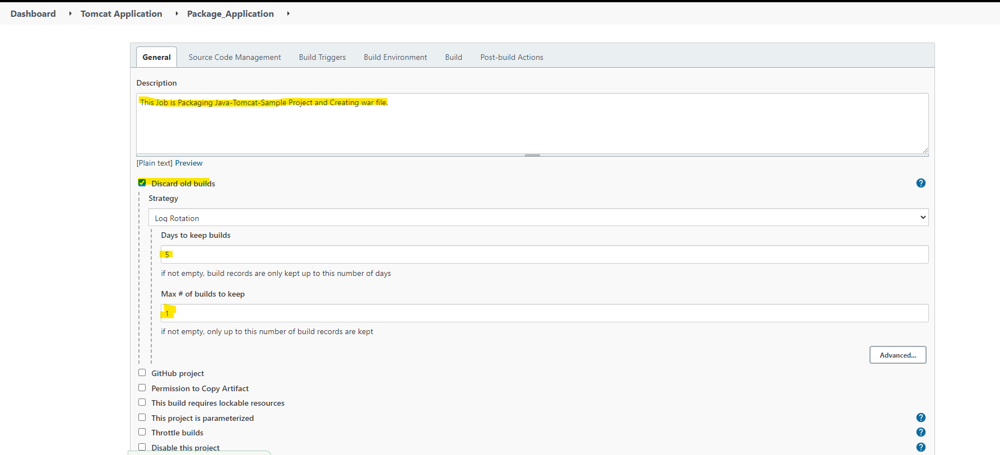 Dashboard Tomcat Application Package_Application
General Source Code Management Build Triggers Build Environment Build Post-build Actions
Description
This Job is Packaging Java-Tomcat-Sample Project and Creating war file.
[Plain text] Preview
Discard old builds
Strategy
Log Rotation
Days to keep builds
5
if not empty, build records are only kept up to this number of days
Max # of builds to keep
1
if not empty, only up to this number of build records are kept
Advanced...
GitHub project
Permission to Copy Artifact
This build requires lockable resources
This project is parameterized
Throttle builds
Disable this project